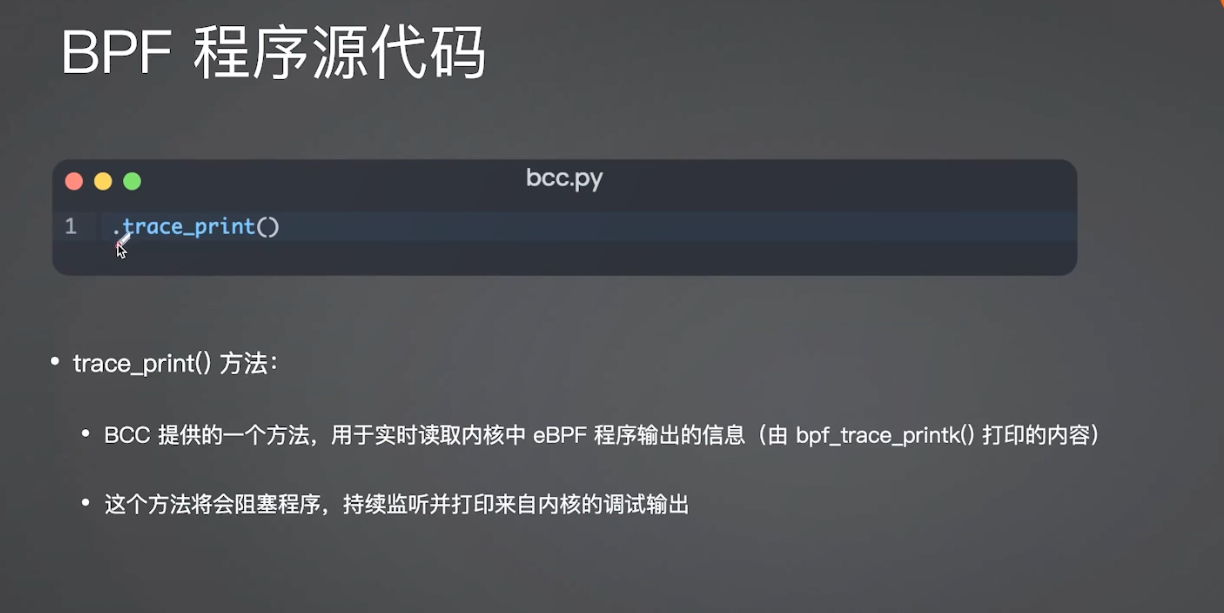 BPF 程序源代码
bcc.py
1 .trace_print()
• trace_print() 方法：
• BCC 提供的一个方法，用于实时读取内核中 eBPF 程序输出的信息（由 bpf_trace_printk() 打印的内容）
• 这个方法将会阻塞程序，持续监听并打印来自内核的调试输出